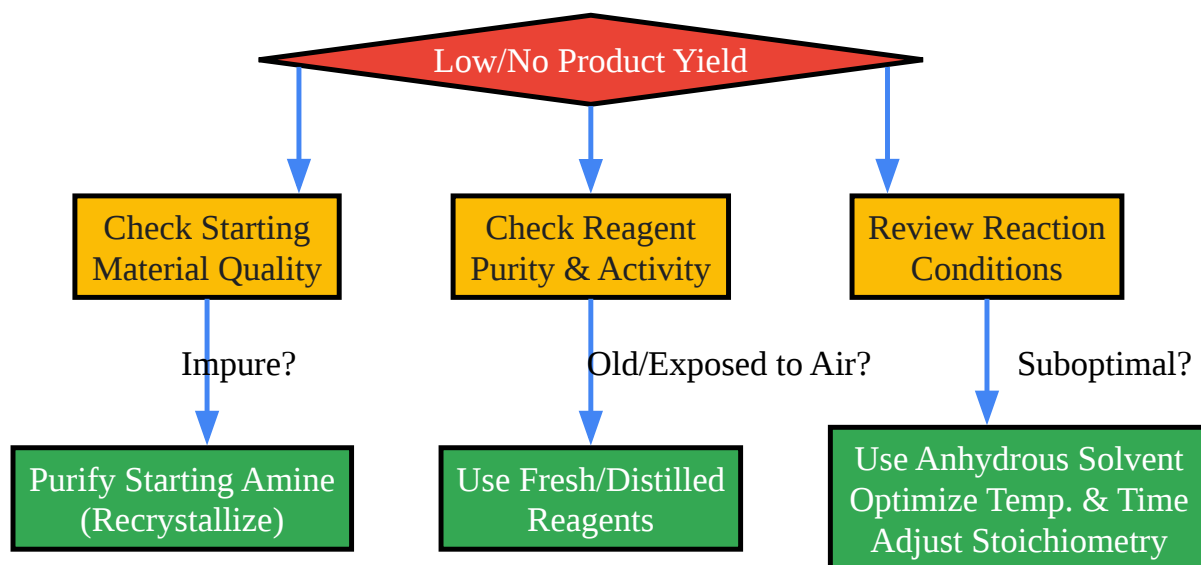 Low/No Product Yield
Check Starting
Material Quality
Check Reagent
Purity & Activity
Review Reaction
Conditions
Impure?
Old/Exposed to Air?
Suboptimal?
Purify Starting Amine
(Recrystallize)
Use Fresh/Distilled
Reagents
Use Anhydrous Solvent
Optimize Temp. & Time
Adjust Stoichiometry